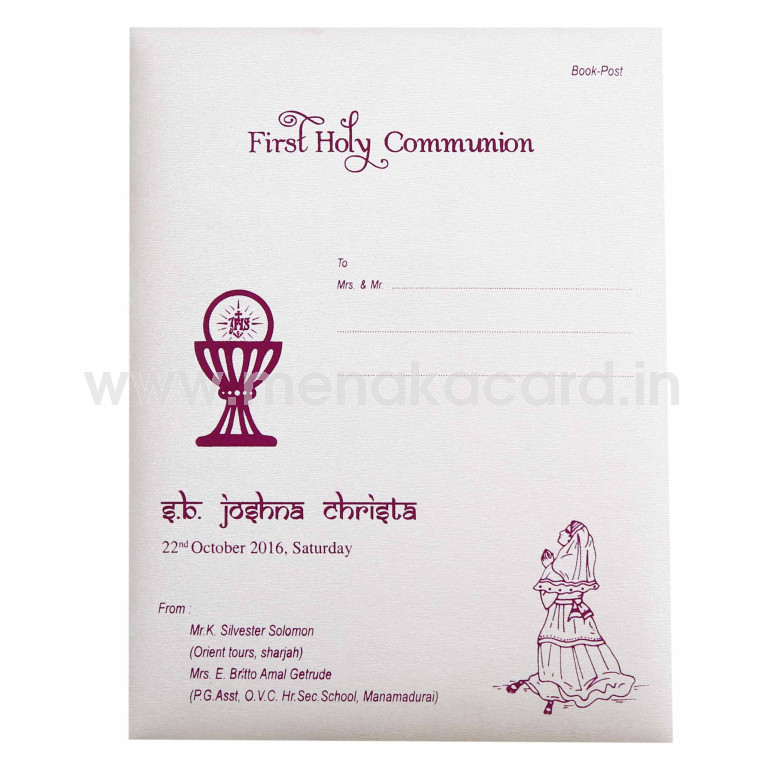 Book-Post
First Holy Communion
To
Mrs. & Mr.
IHS
www.menakacard.in
s.b. joshna christa
22nd October 2016, Saturday
From :
Mr.K. Silvester Solomon
(Orient tours, sharjah)
Mrs. E. Britto Amal Getrude
(P.G.Asst, O.V.C. Hr.Sec.School, Manamadurai)